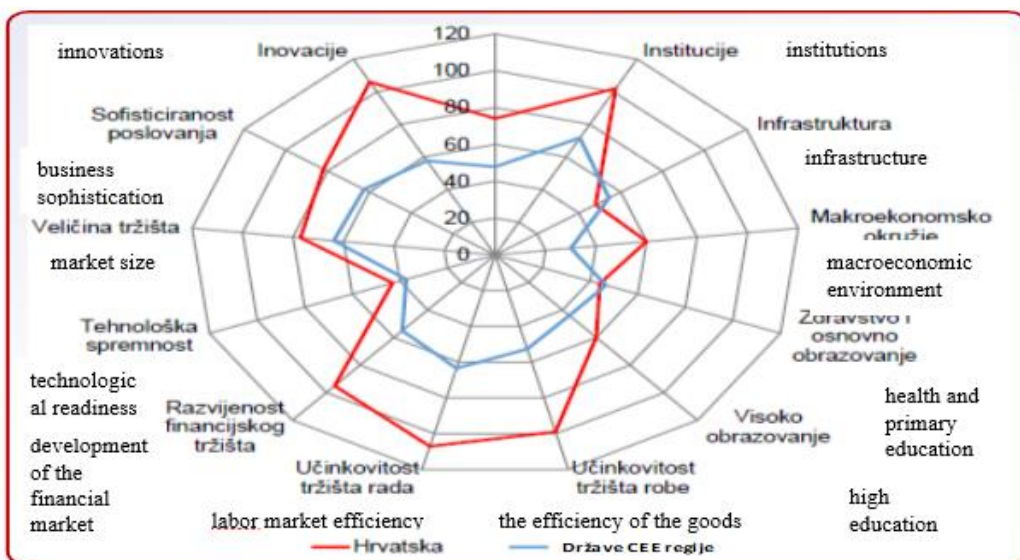 120
innovations
Inovacije
100
Institucije
institutions
80
Sofisticiranost
poslovanja
60
Infrastruktura
infrastructure
business
sophistication
40
Veličina tržišta
20
Makroekonomsko
okružje
market size
0
macroeconomic
environment
Tehnološka
spremnost
Zdravstvo i
osnovno
obrazovanje
technologic
al readiness
Razvijenost
financijskog
tržišta
Visoko
obrazovanje
health and
primary
education
development
of the
financial
market
Učinkovitost
tržišta rada
Učinkovitost
tržišta robe
high
education
labor market efficiency
the efficiency of the goods
Hrvatska
Države CEE regije